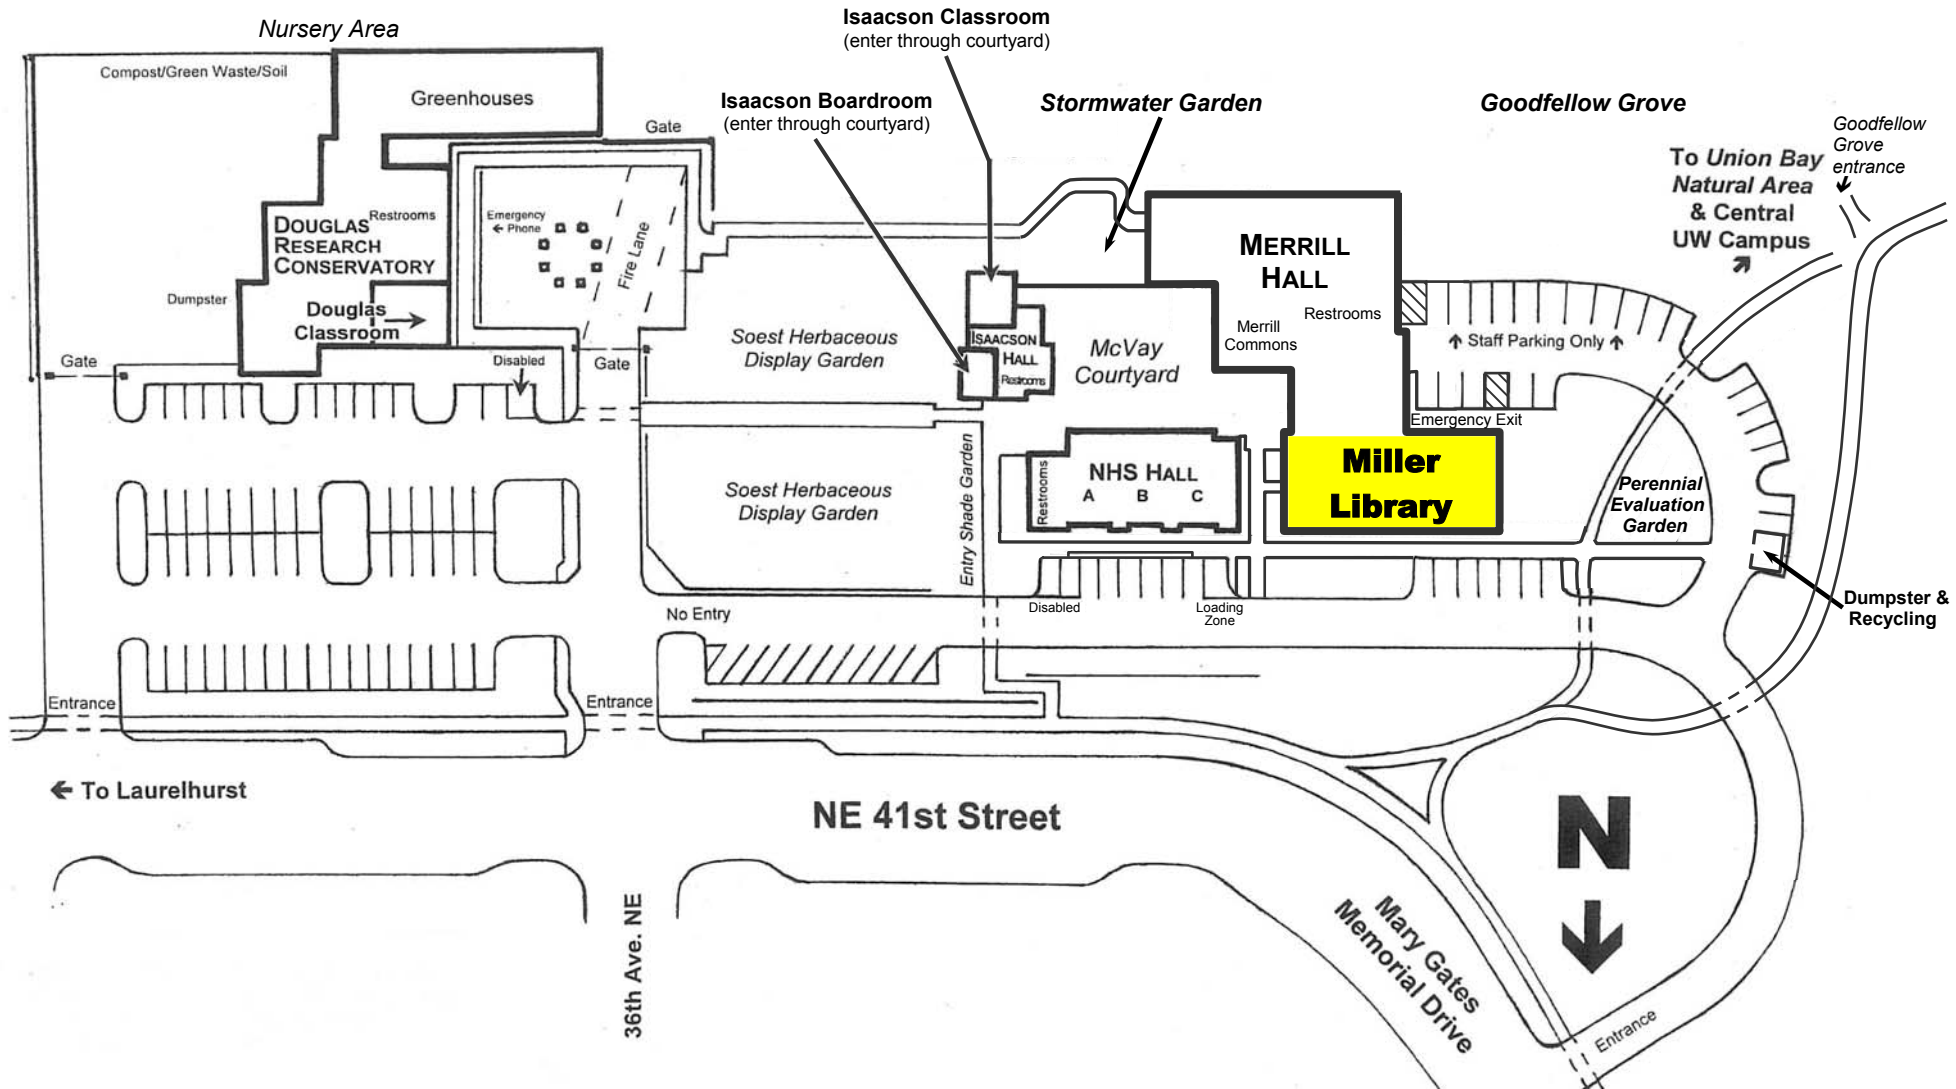 Nursery Area
Isaacson Classroom
(enter through courtyard)
Compost/Green Waste/Soil
Greenhouses
Isaacson Boardroom
(enter through courtyard)
Stormwater Garden
Goodfellow Grove
Goodfellow
Grove
entrance
Gate
To Union Bay
Natural Area
& Central
UW Campus
DOUGLAS
RESEARCH
CONSERVATORY
Restrooms
Emergency
← Phone
Fire Lane
MERRILL
HALL
Dumpster
Douglas
Classroom
Restrooms
Merrill
Commons
↑ Staff Parking Only ↑
Soest Herbaceous
Display Garden
ISAACSON
HALL
Restrooms
McVay
Courtyard
Gate
Disabled
Gate
Emergency Exit
Soest Herbaceous
Display Garden
Entry Shade Garden
Restrooms
NHS HALL
A B C
Miller
Library
Perennial
Evaluation
Garden
No Entry
Disabled
Loading
Zone
Dumpster &
Recycling
Entrance
Entrance
← To Laurelhurst
NE 41st Street
N
36th Ave. NE
Mary Gates
Memorial Drive
Entrance